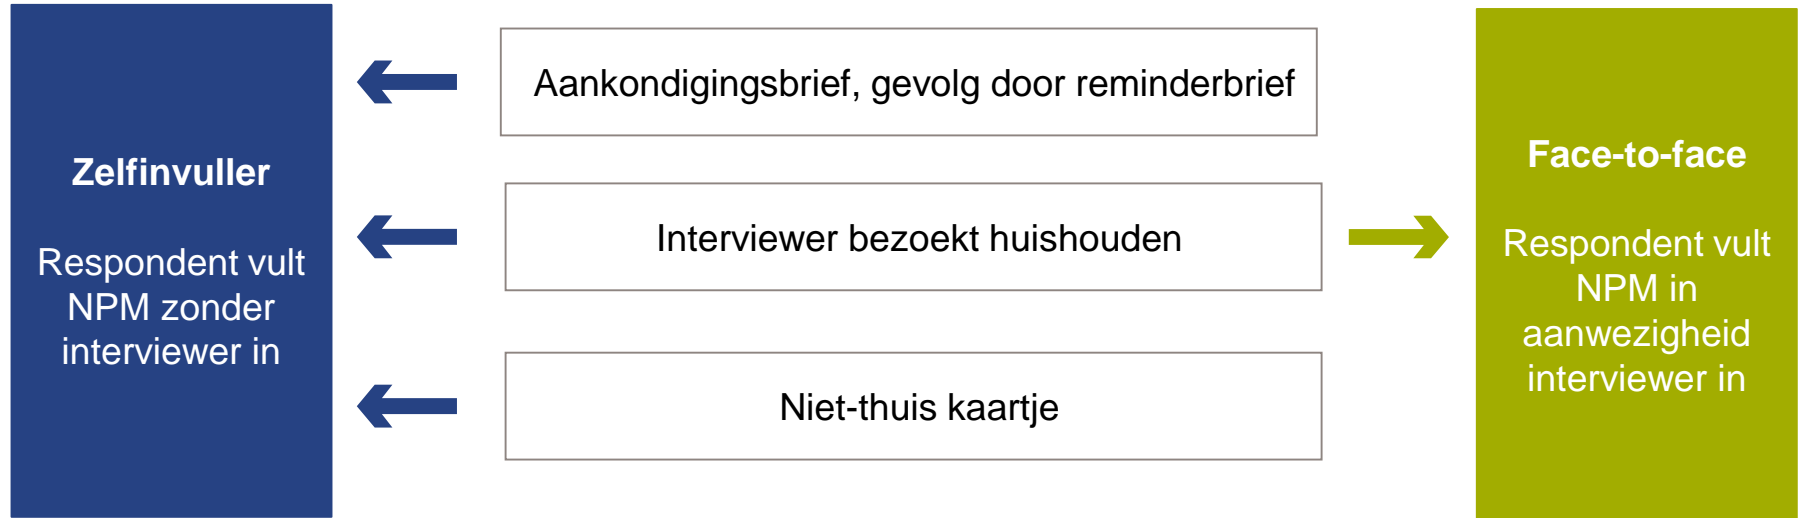 Zelfinvuller
Respondent vult
NPM zonder
interviewer in
Aankondigingsbrief, gevolg door reminderbrief
Interviewer bezoekt huishouden
Niet-thuis kaartje
Face-to-face
Respondent vult
NPM in
aanwezigheid
interviewer in